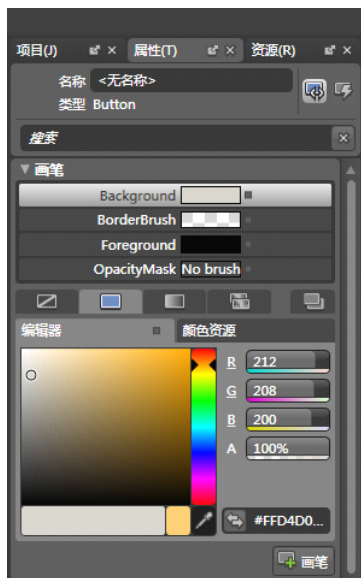 项目(J) 属性(T) 资源(R)
名称 <无名称>
类型 Button
搜索
画笔
Background
BorderBrush
Foreground
OpacityMask No brush
编辑器 颜色资源
R 212
G 208
B 200
A 100%
#FFD4D0...
画笔